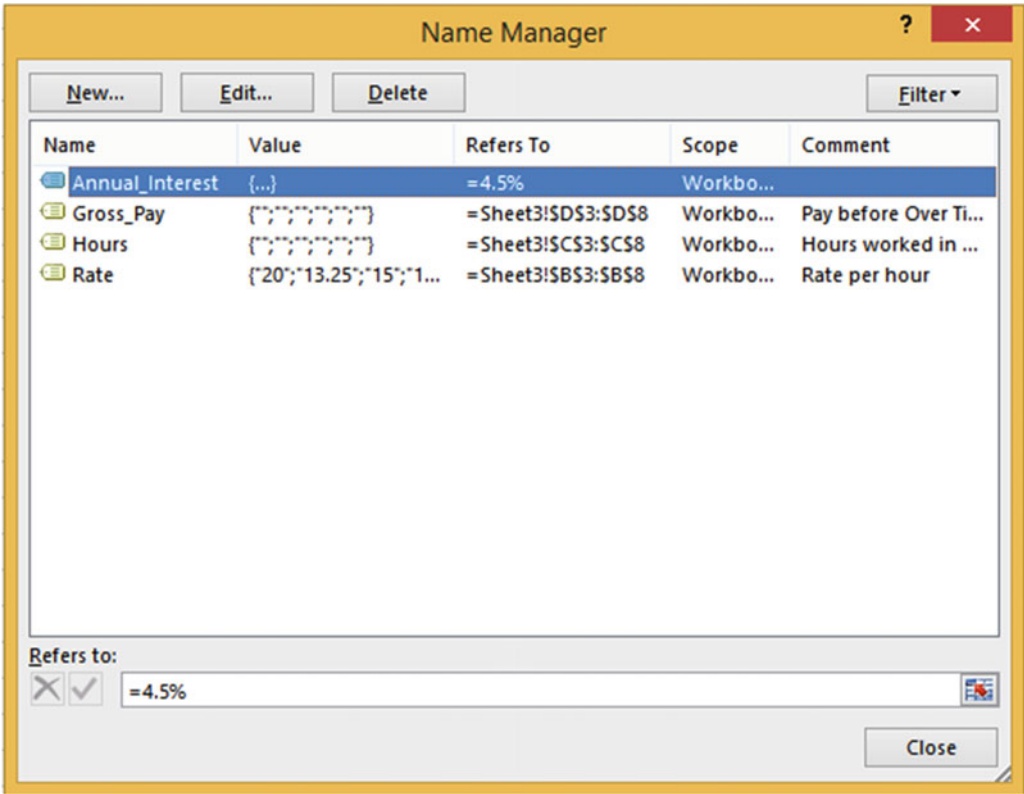 Name Manager ? ×
New... Edit... Delete Filter
Name Value Refers To Scope Comment
Annual_Interest {...} =4.5% Workbo...
Gross_Pay {"";"";"";"";"";""} =Sheet3!$D$3:$D$8 Workbo... Pay before Over Ti...
Hours {"";"";"";"";"";""} =Sheet3!$C$3:$C$8 Workbo... Hours worked in ...
Rate {"20";"13.25";"15";"1... =Sheet3!$B$3:$B$8 Workbo... Rate per hour
Refers to:
=4.5%
Close